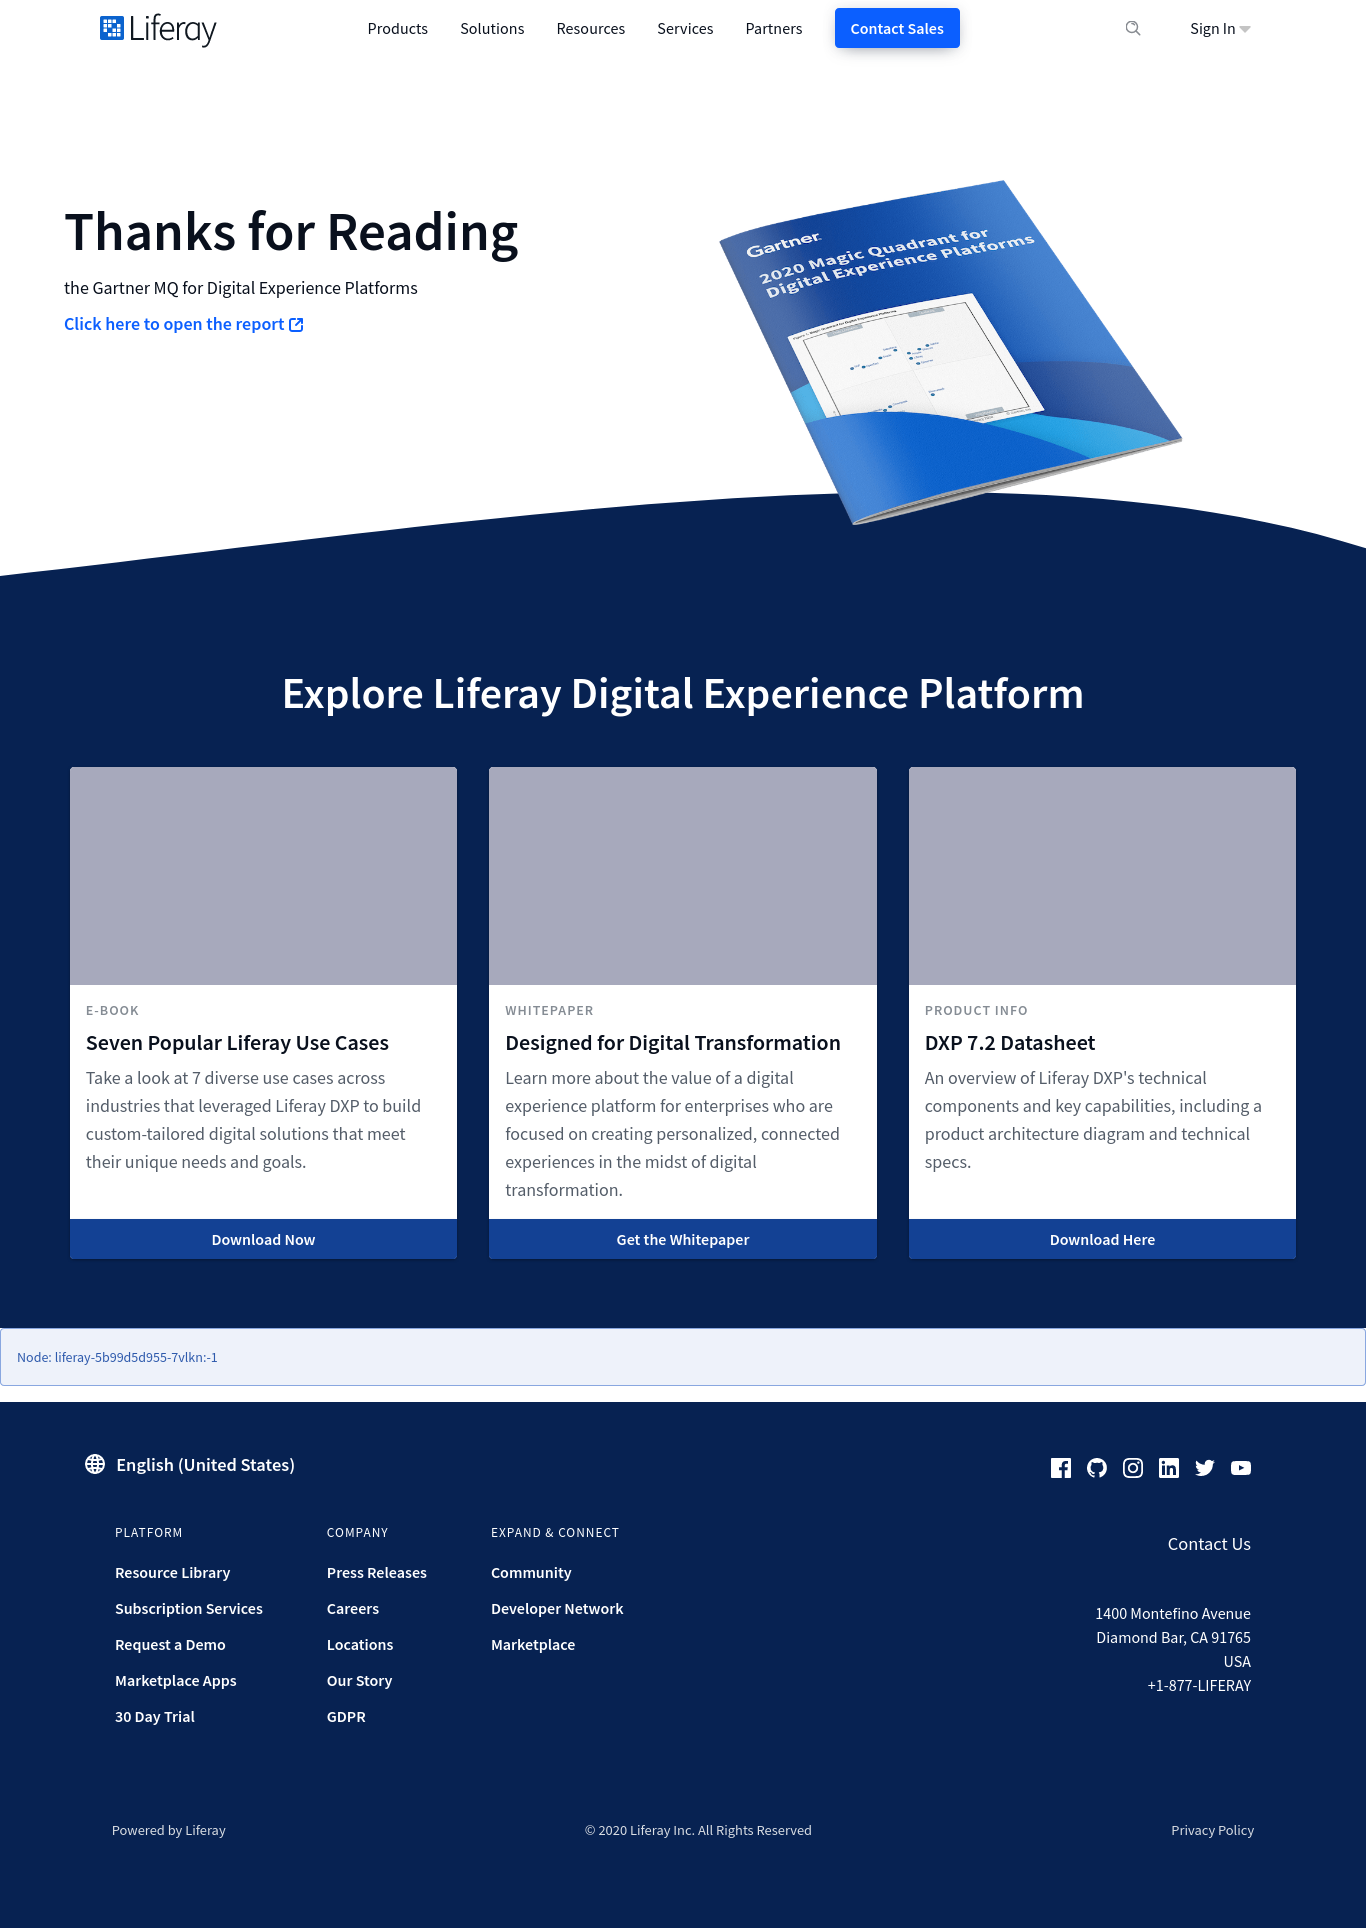 Liferay
Products
Solutions
Resources
Services
Partners
Contact Sales
Sign In
Thanks for Reading
the Gartner MQ for Digital Experience Platforms
Click here to open the report
Gartner
2020 Magic Quadrant for
Digital Experience Platforms
Explore Liferay Digital Experience Platform
E-BOOK
Seven Popular Liferay Use Cases
Take a look at 7 diverse use cases across
industries that leveraged Liferay DXP to build
custom-tailored digital solutions that meet
their unique needs and goals.
Download Now
WHITEPAPER
Designed for Digital Transformation
Learn more about the value of a digital
experience platform for enterprises who are
focused on creating personalized, connected
experiences in the midst of digital
transformation.
Get the Whitepaper
PRODUCT INFO
DXP 7.2 Datasheet
An overview of Liferay DXP's technical
components and key capabilities, including a
product architecture diagram and technical
specs.
Download Here
Node: liferay-5b99d5d955-7vlkn:-1
English (United States)
PLATFORM
Resource Library
Subscription Services
Request a Demo
Marketplace Apps
30 Day Trial
COMPANY
Press Releases
Careers
Locations
Our Story
GDPR
EXPAND & CONNECT
Community
Developer Network
Marketplace
Contact Us
1400 Montefino Avenue
Diamond Bar, CA 91765
USA
+1-877-LIFERAY
Powered by Liferay
© 2020 Liferay Inc. All Rights Reserved
Privacy Policy